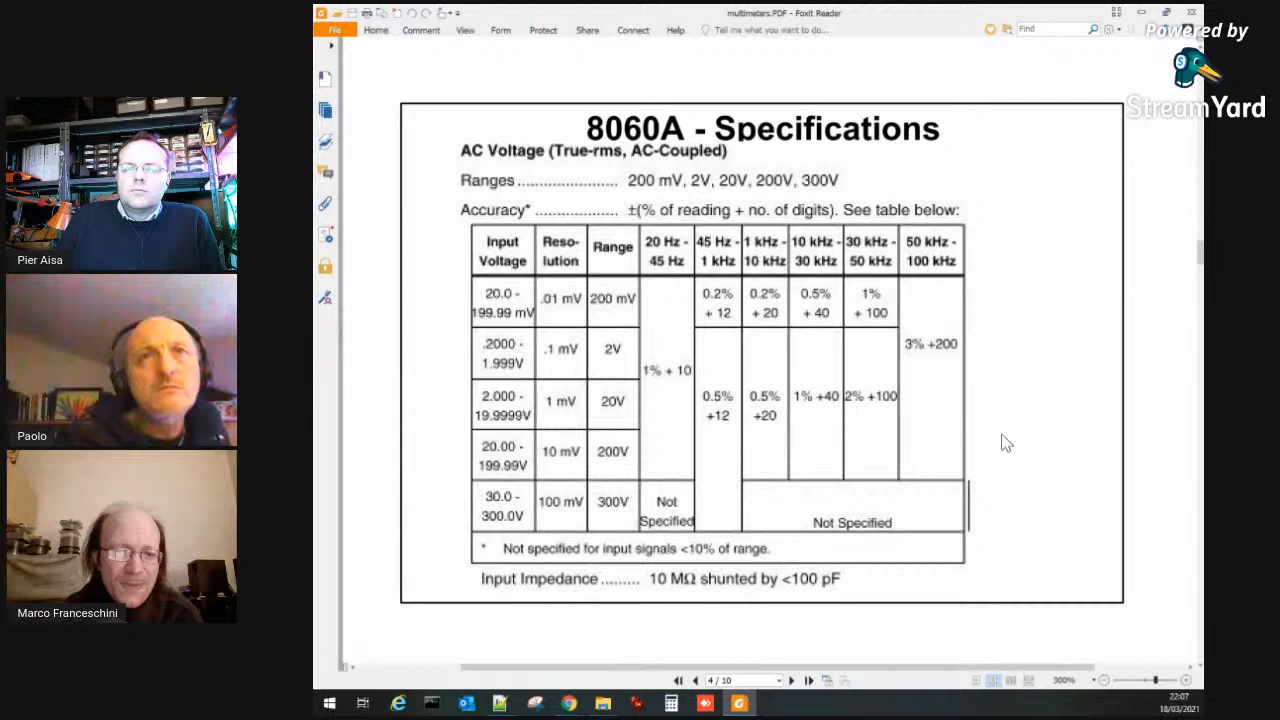 multimetars.PDF - Foxit Reader
File Home Comment View Form Protect Share Connect Help Tell me what you want to do... Find
Powered by
StreamYard
8060A - Specifications
AC Voltage (True-rms, AC-Coupled)
Ranges ...................... 200 mV, 2V, 20V, 200V, 300V
Accuracy* ................... ±(% of reading + no. of digits). See table below:
Input Voltage Reso-lution Range 20 Hz - 45 Hz 45 Hz - 1 kHz 1 kHz - 10 kHz 10 kHz - 30 kHz 30 kHz - 50 kHz 50 kHz - 100 kHz
20.0 - 199.99 mV .01 mV 200 mV 0.2% + 12 0.2% + 20 0.5% + 40 1% + 100
.2000 - 1.999V .1 mV 2V 3% +200
1% + 10
2.000 - 19.9999V 1 mV 20V 0.5% +12 0.5% +20 1% +40 2% +100
20.00 - 199.99V 10 mV 200V
30.0 - 300.0V 100 mV 300V Not Specified Not Specified
* Not specified for input signals <10% of range.
Input Impedance ......... 10 MΩ shunted by <100 pF
Pier Aisa
Paolo
Marco Franceschini
4 / 10
300%
22:07
18/03/2021